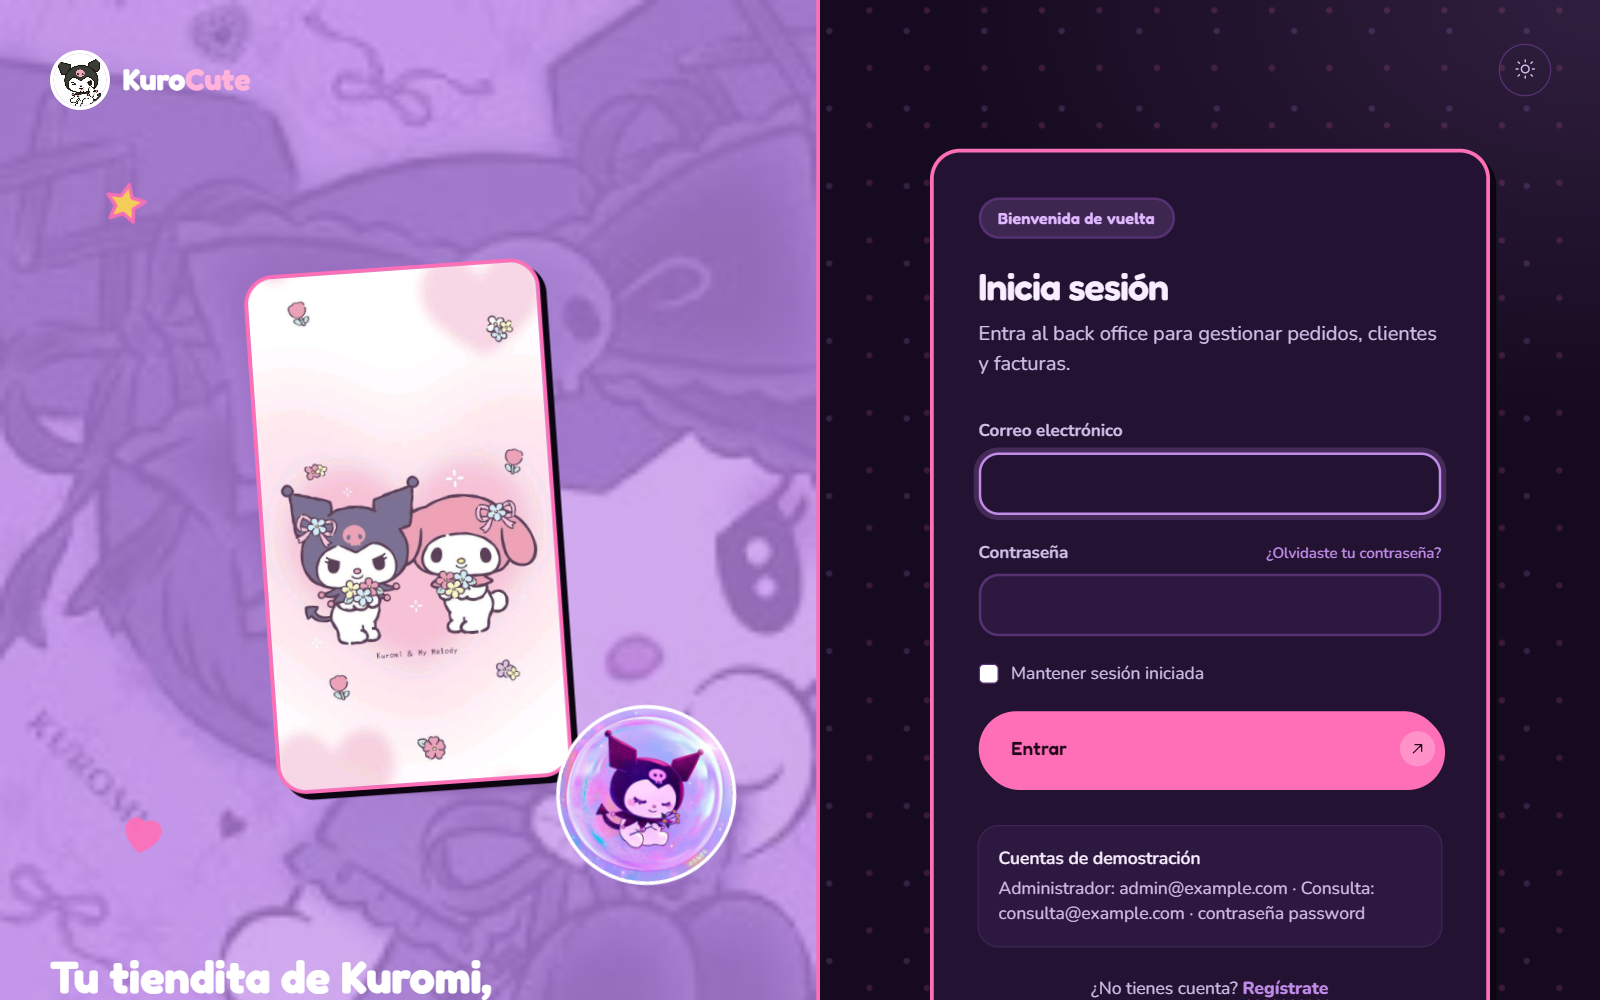 KuroCute
Kuromi & My Melody
KUROMI
Tu tiendita de Kuromi,
Bienvenida de vuelta
Inicia sesión
Entra al back office para gestionar pedidos, clientes
y facturas.
Correo electrónico
Contraseña
¿Olvidaste tu contraseña?
Mantener sesión iniciada
Entrar
Cuentas de demostración
Administrador: admin@example.com · Consulta:
consulta@example.com · contraseña password
¿No tienes cuenta? Regístrate